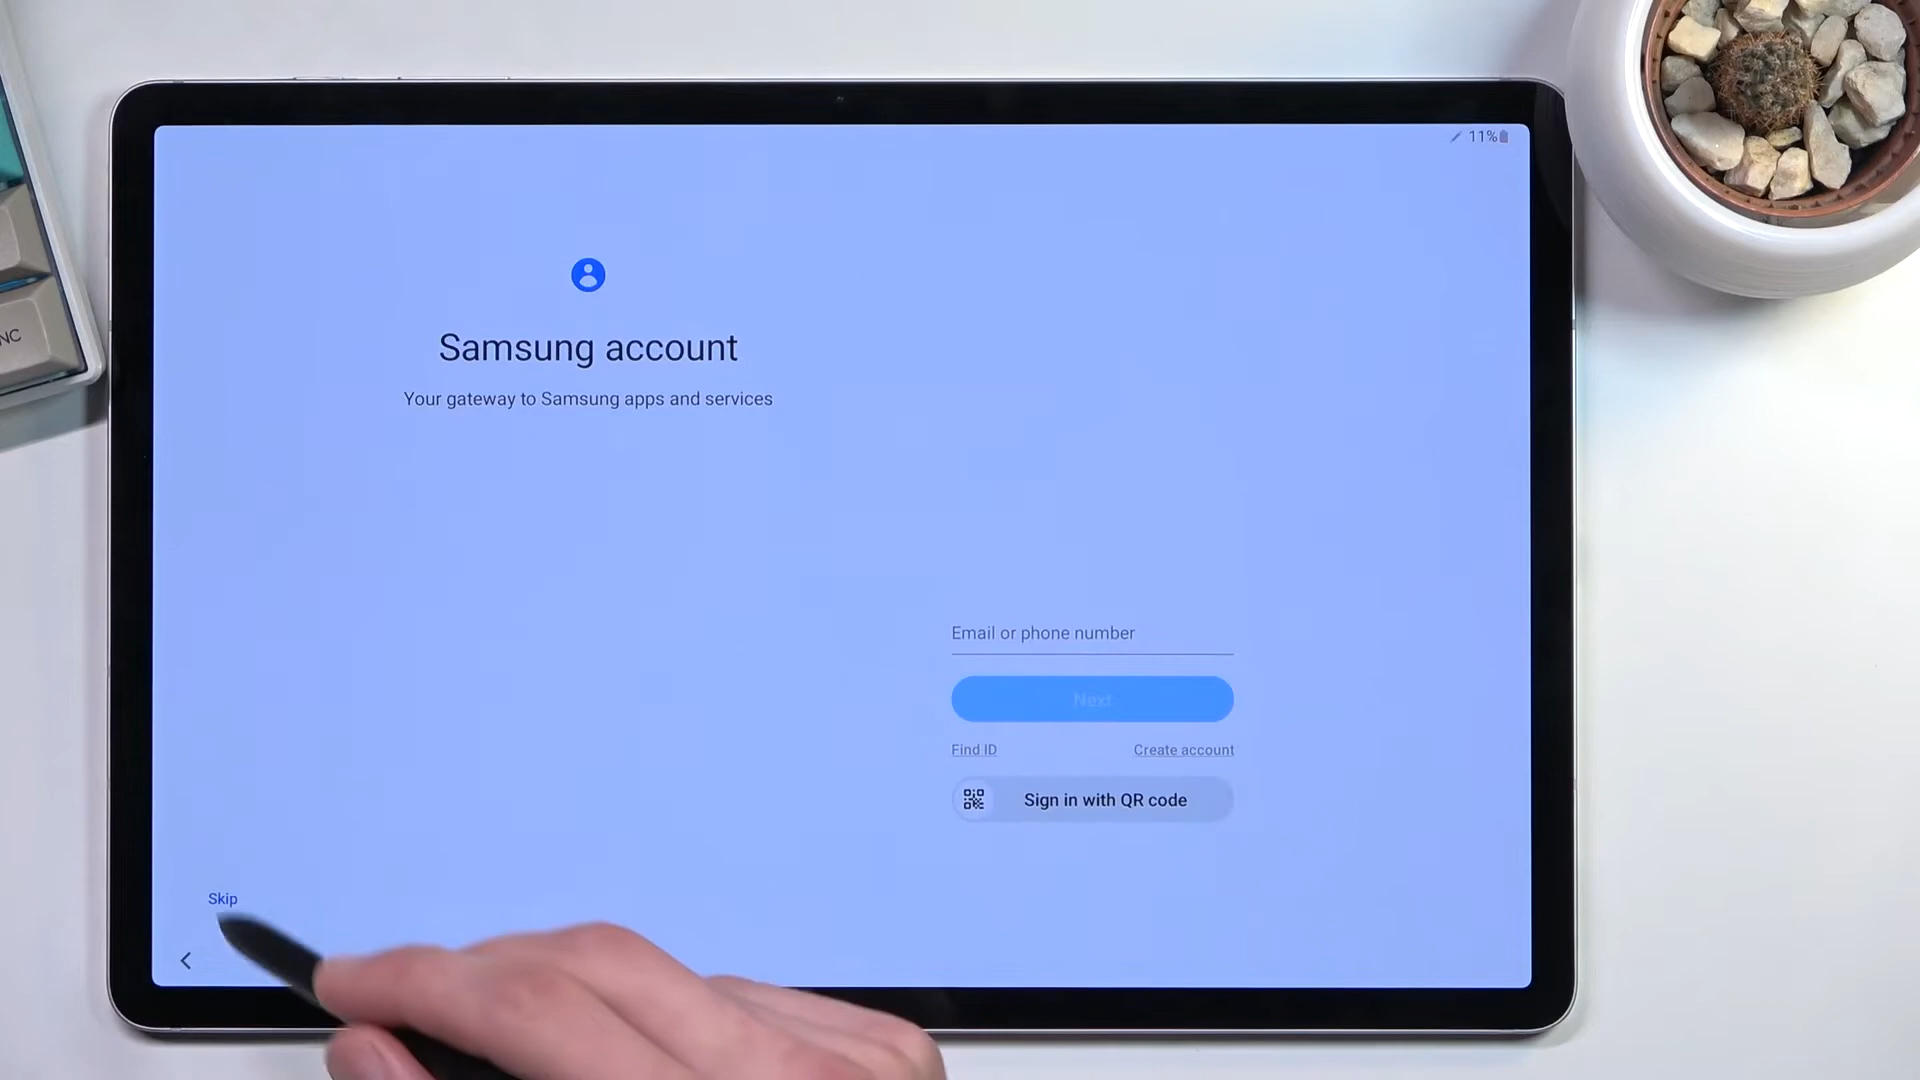 11%
Samsung account
Your gateway to Samsung apps and services
Email or phone number
Next
Find ID
Create account
Sign in with QR code
Skip
NC